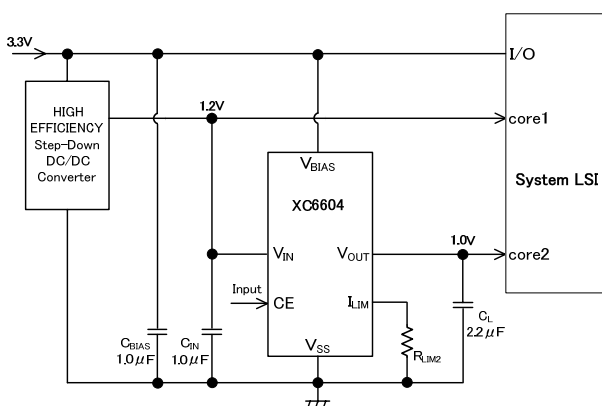 3.3V
I/O
HIGH
EFFICIENCY
Step-Down
DC/DC
Converter
1.2V
core1
VBIAS
XC6604
System LSI
VIN
VOUT
1.0V
core2
Input
CE
ILIM
CBIAS
1.0μF
CIN
1.0μF
VSS
RLIM2
CL
2.2μF